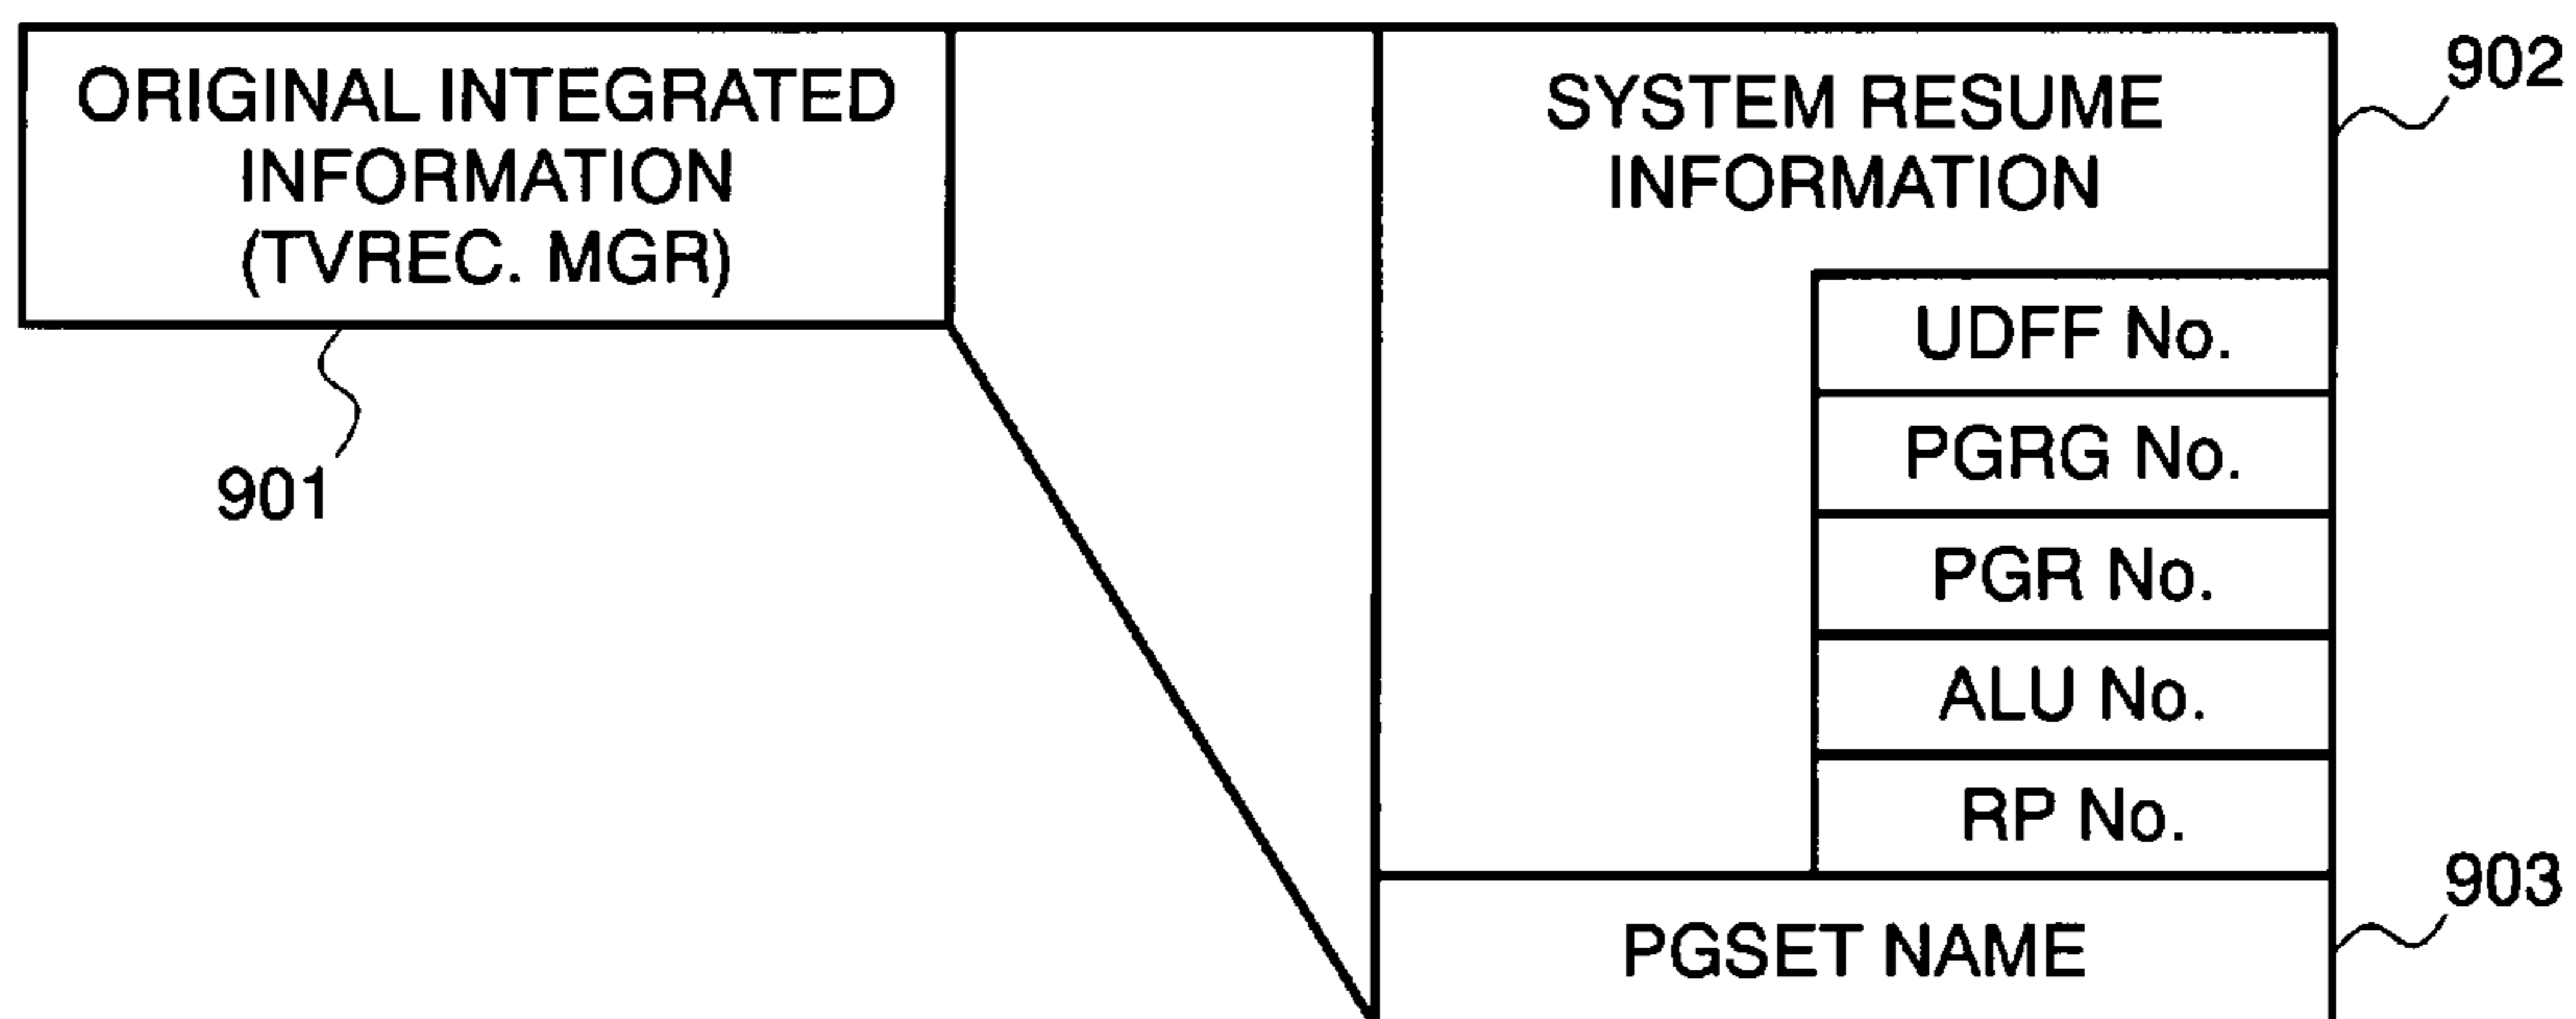 ORIGINAL INTEGRATED
INFORMATION
(TVREC. MGR)
901
SYSTEM RESUME
INFORMATION
902
UDFF No.
PGRG No.
PGR No.
ALU No.
RP No.
PGSET NAME
903